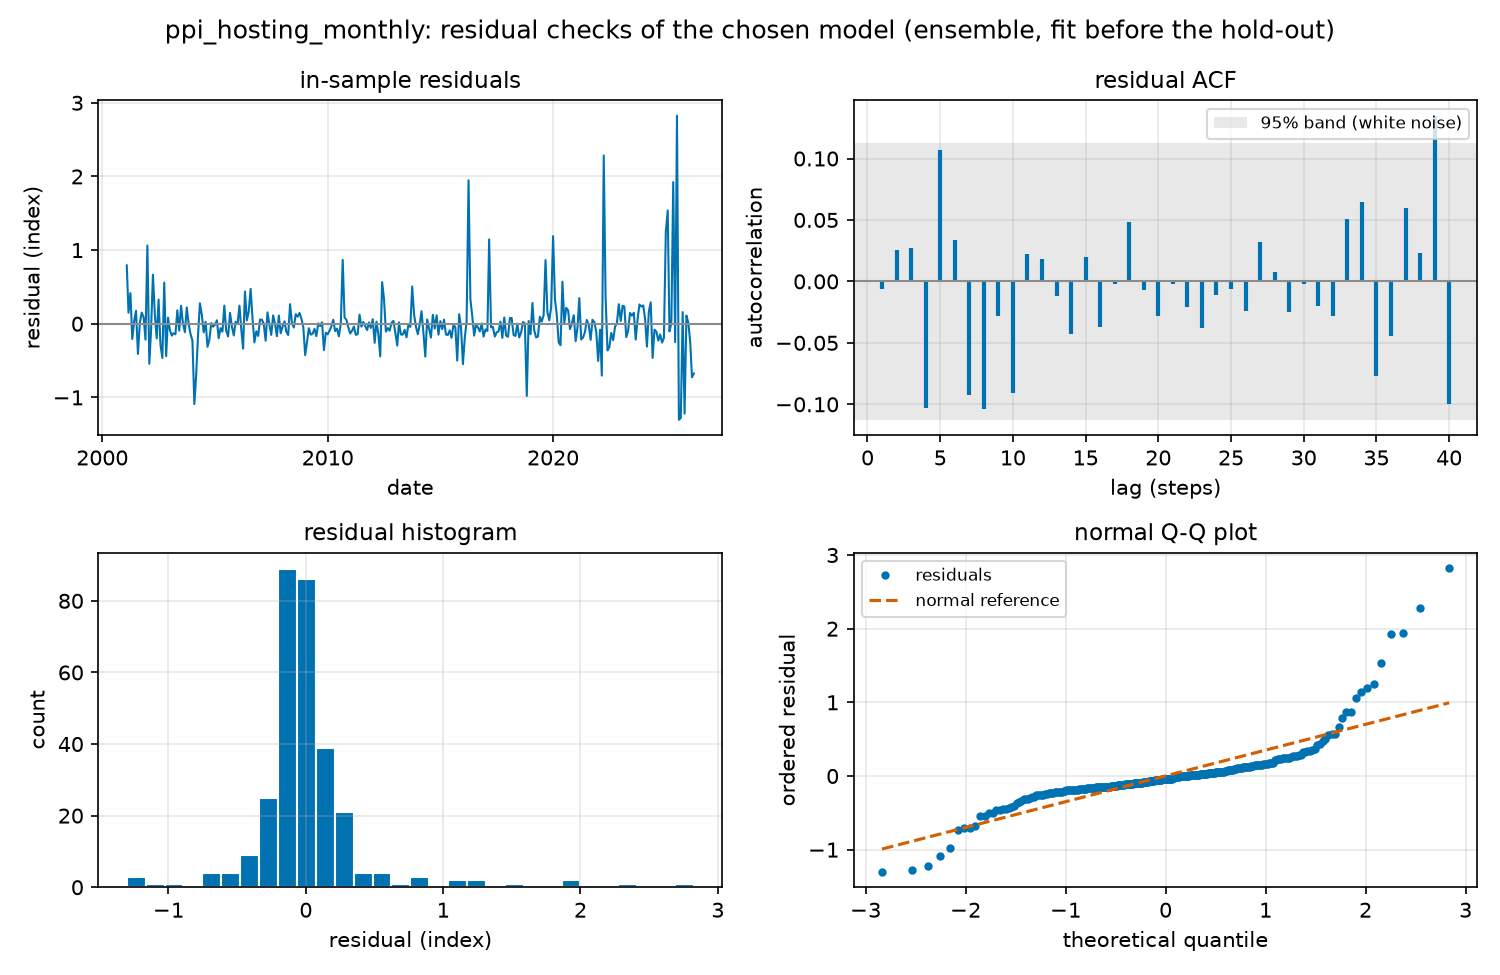 ppi_hosting_monthly: residual checks of the chosen model (ensemble, fit before the hold-out)
in-sample residuals
residual (index)
3
2
1
0
−1
2000
2010
2020
date
residual ACF
95% band (white noise)
autocorrelation
0.10
0.05
0.00
−0.05
−0.10
0
5
10
15
20
25
30
35
40
lag (steps)
residual histogram
count
80
60
40
20
0
−1
0
1
2
3
residual (index)
normal Q-Q plot
residuals
normal reference
ordered residual
3
2
1
0
−1
−3
−2
−1
0
1
2
3
theoretical quantile